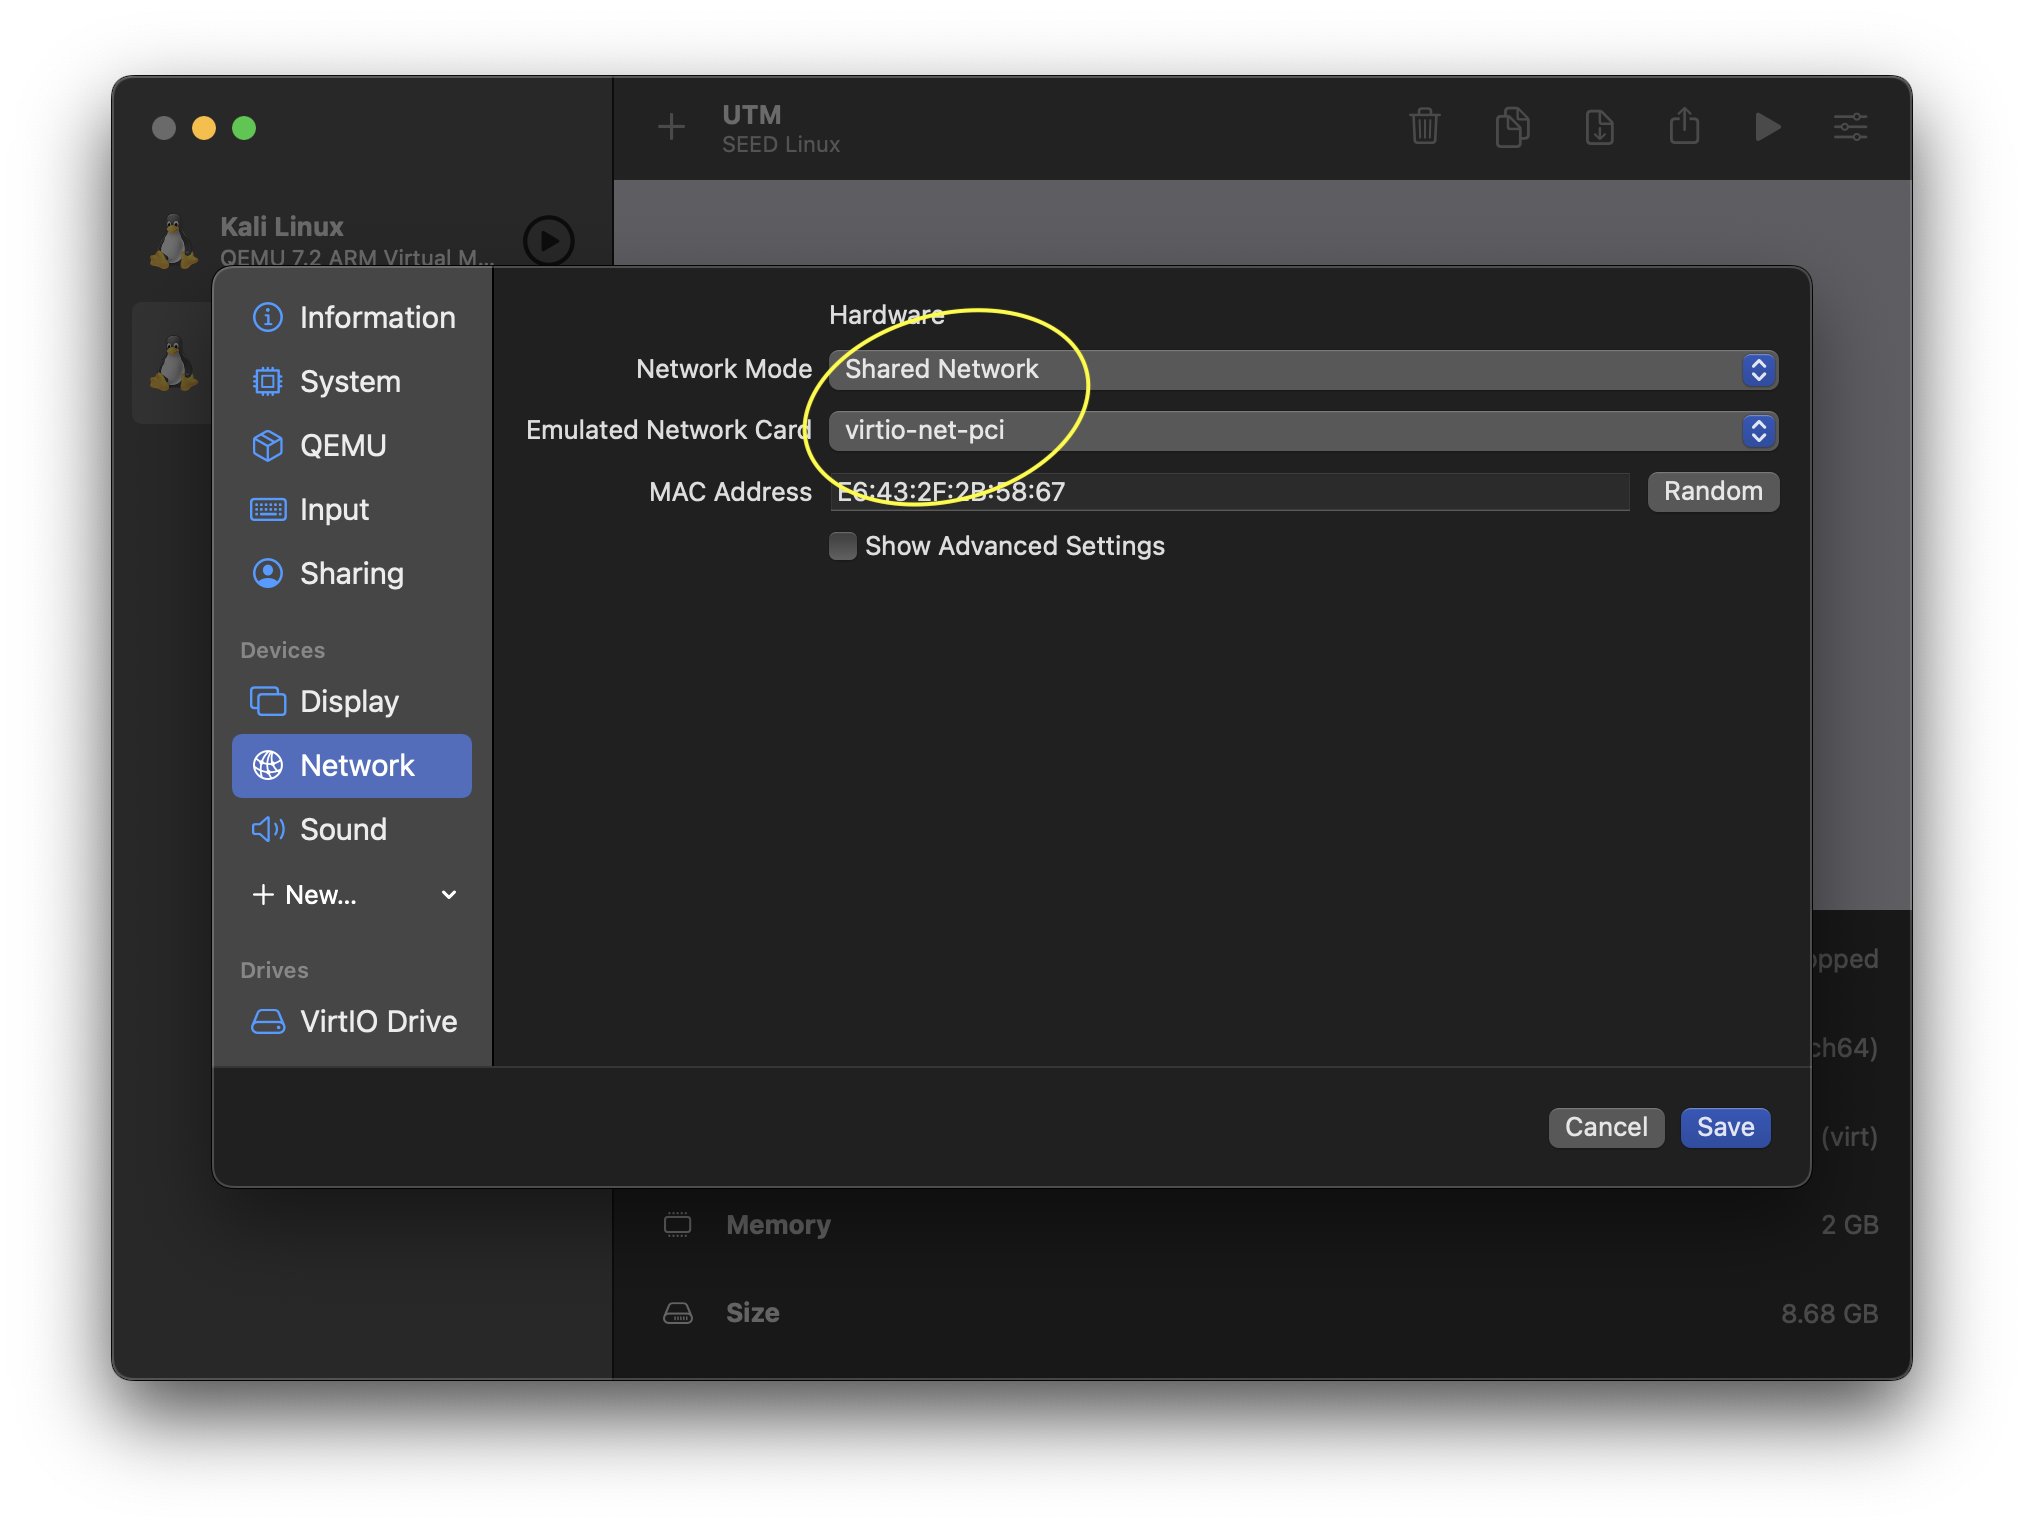 UTM
SEED Linux
Kali Linux
QEMU 7.2 ARM Virtual M...
Information
System
QEMU
Input
Sharing
Devices
Display
Network
Sound
New...
Drives
VirtIO Drive
Hardware
Network Mode Shared Network
Emulated Network Card virtio-net-pci
MAC Address E6:43:2F:2B:58:67 Random
Show Advanced Settings
Cancel Save
opped
ch64)
(virt)
Memory 2 GB
Size 8.68 GB